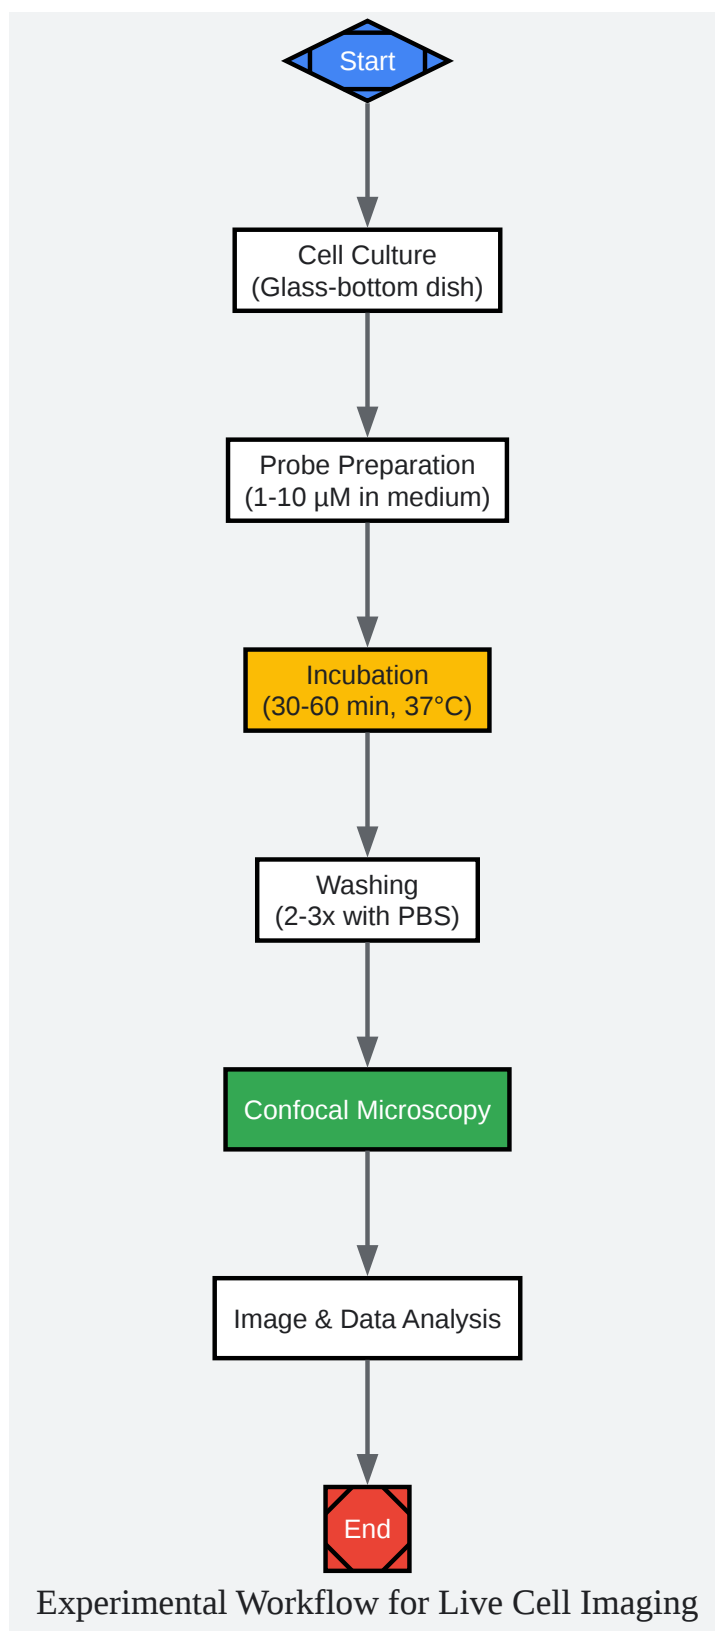 Start
Cell Culture
(Glass-bottom dish)
Probe Preparation
(1-10 µM in medium)
Incubation
(30-60 min, 37°C)
Washing
(2-3x with PBS)
Confocal Microscopy
Image & Data Analysis
End
Experimental Workflow for Live Cell Imaging